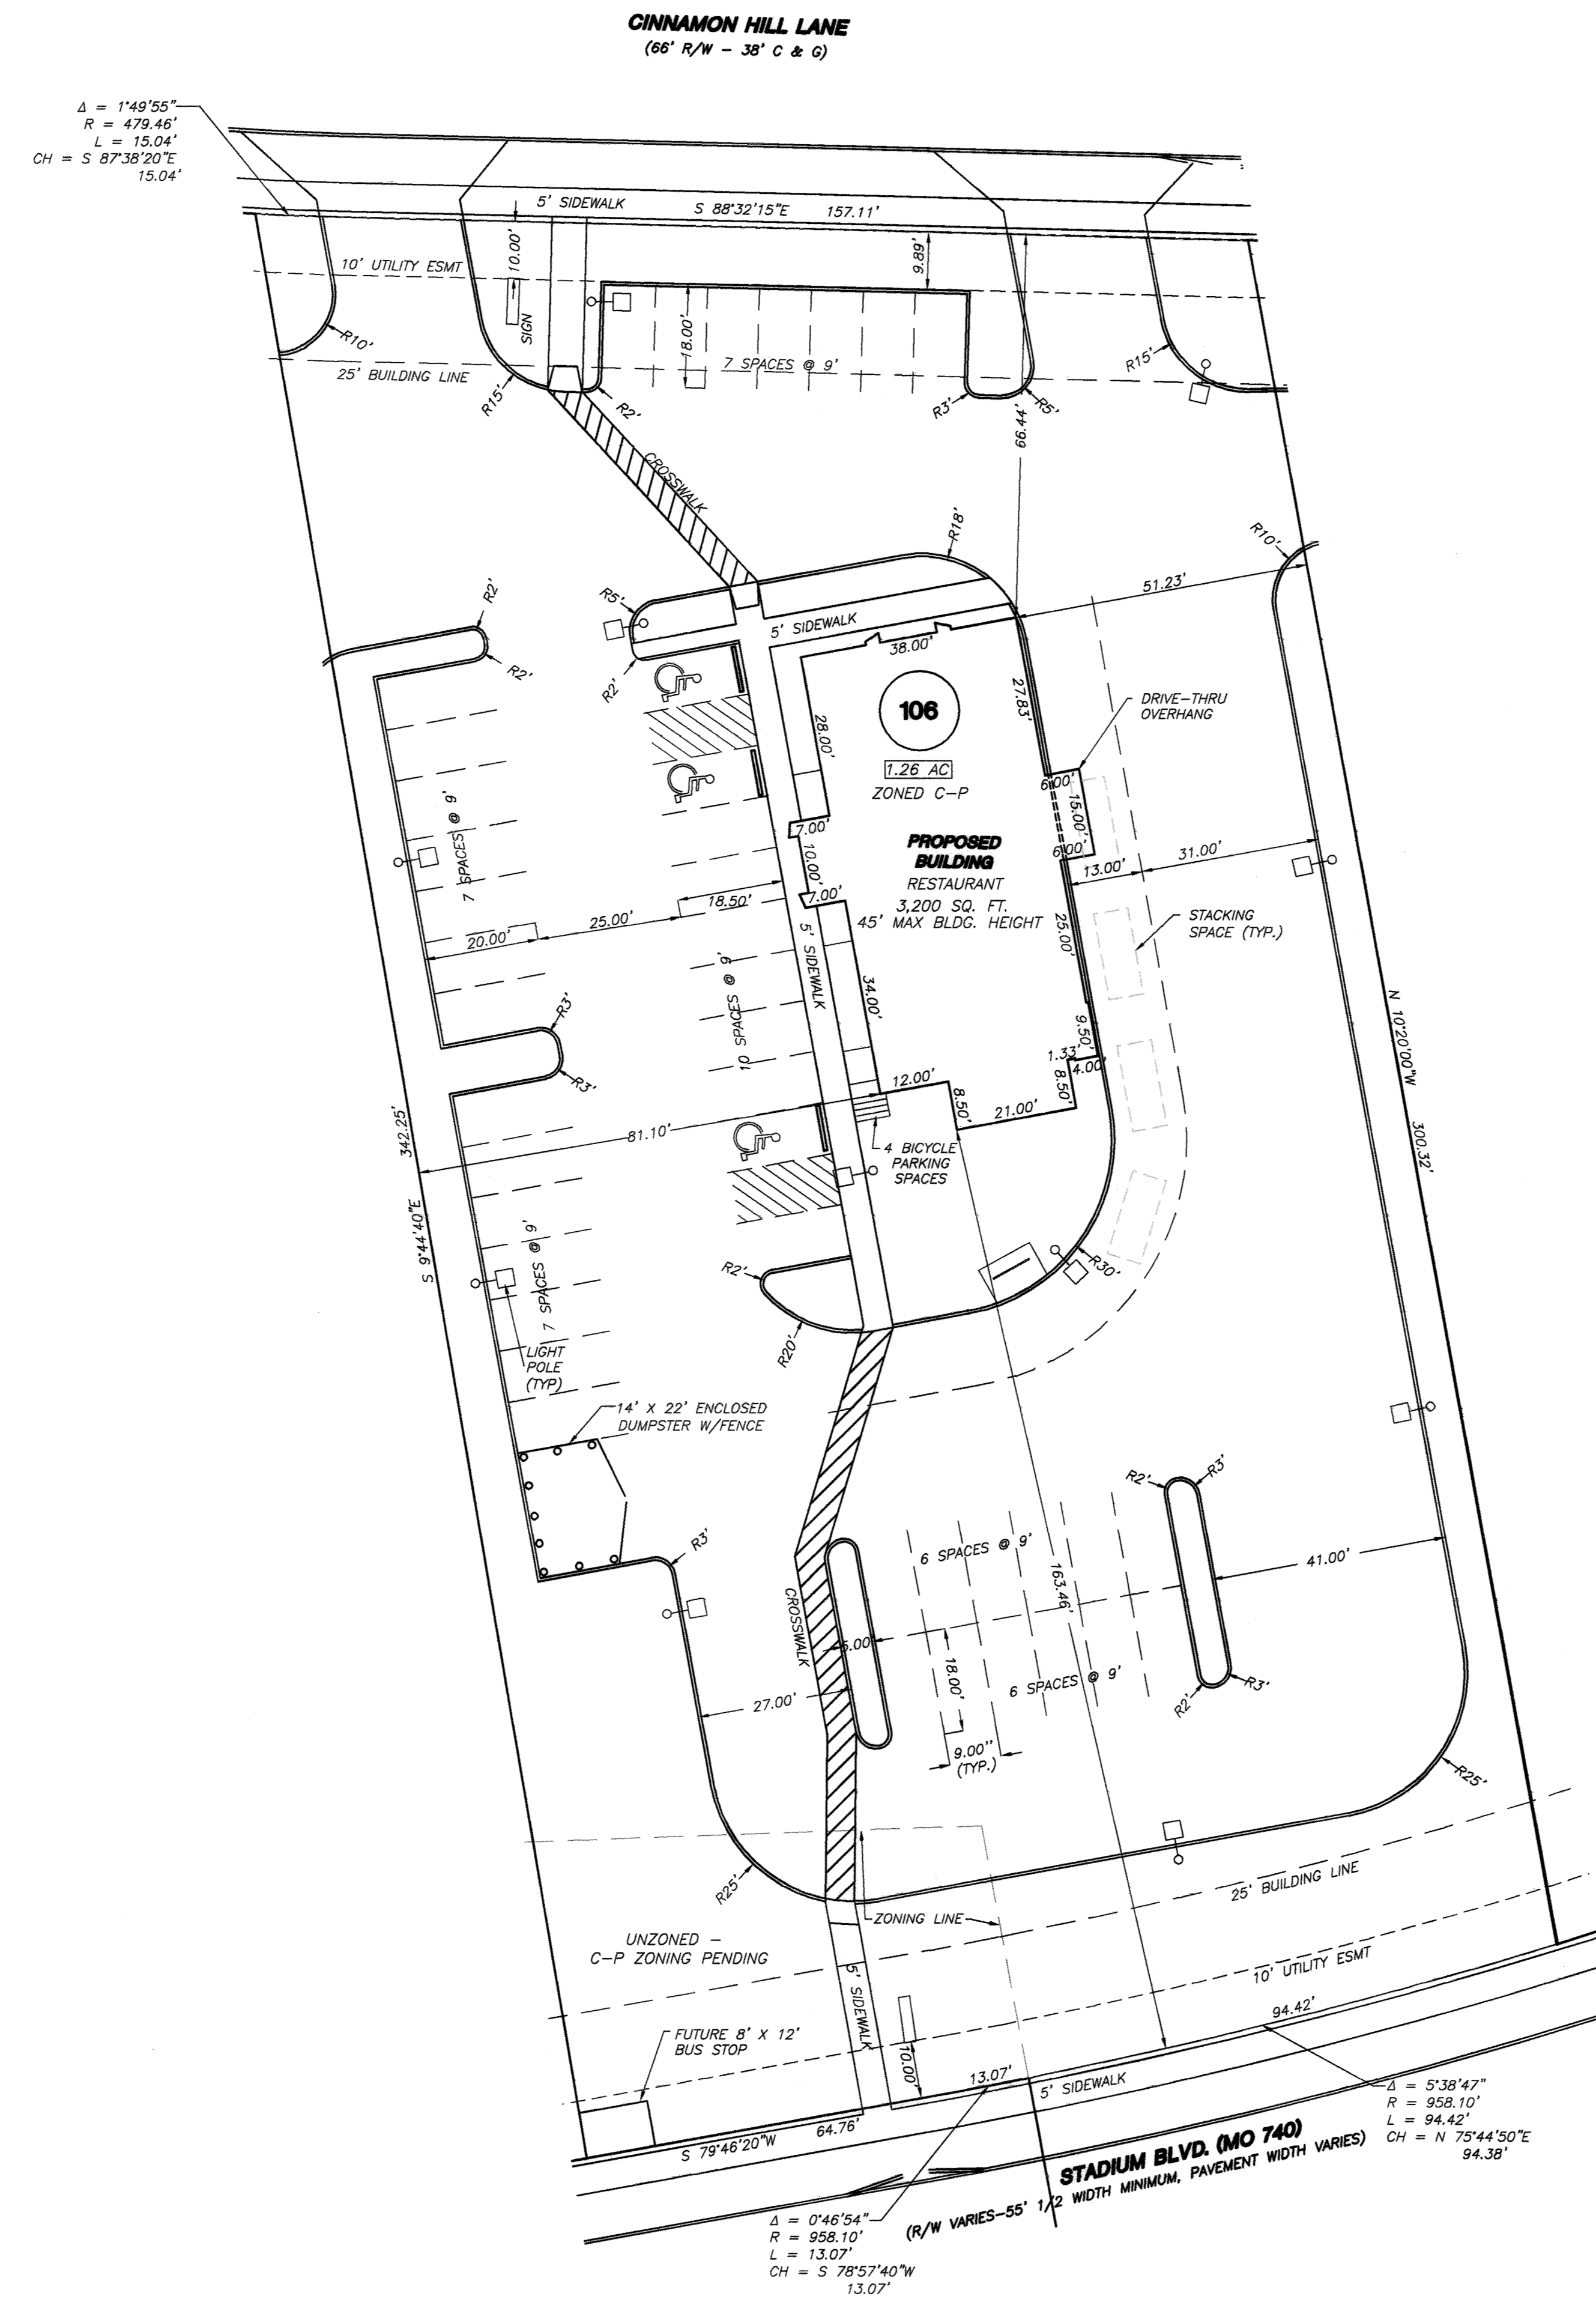 CINNAMON HILL LANE
(66' R/W - 38' C & G)
Δ = 1°49'55"
R = 479.46'
L = 15.04'
CH = S 87°38'20"E
15.04'
5' SIDEWALK
S 88°32'15"E 157.11'
10.00'
9.89'
10' UTILITY ESMT
SIGN
18.00'
R10'
7 SPACES @ 9'
25' BUILDING LINE
R15'
R15'
R2'
R3'
R5'
66.44'
CROSSWALK
R18'
R10'
51.23'
R2'
R5'
5' SIDEWALK
38.00'
R2'
R2'
27.83'
DRIVE-THRU
OVERHANG
106
28.00'
1.26 AC
ZONED C-P
6.00'
15.00'
7 SPACES @ 9'
7.00'
PROPOSED
BUILDING
RESTAURANT
3,200 SQ. FT.
45' MAX BLDG. HEIGHT
10.00'
6.00'
13.00'
31.00'
7.00'
18.50'
25.00'
20.00'
5' SIDEWALK
25.00'
STACKING
SPACE (TYP.)
34.00'
10 SPACES @ 9'
R3'
R3'
9.50'
1.33'
4.00'
8.50'
N 10°20'00"W 300.32'
12.00'
8.50'
21.00'
342.25'
81.10'
4 BICYCLE
PARKING
SPACES
S 9°44'40"E
7 SPACES @ 9'
R2'
R30'
R20'
LIGHT
POLE
(TYP)
14' X 22' ENCLOSED
DUMPSTER W/FENCE
R2'
R3'
R3'
6 SPACES @ 9'
41.00'
163.46'
CROSSWALK
5.00'
18.00'
6 SPACES @ 9'
R2'
R3'
27.00'
9.00''
(TYP.)
R25'
R25'
25' BUILDING LINE
ZONING LINE
UNZONED -
C-P ZONING PENDING
10' UTILITY ESMT
5' SIDEWALK
FUTURE 8' X 12'
BUS STOP
10.00'
94.42'
13.07'
5' SIDEWALK
64.76'
S 79°46'20"W
Δ = 5°38'47"
R = 958.10'
L = 94.42'
CH = N 75°44'50"E
94.38'
STADIUM BLVD. (MO 740)
(R/W VARIES-55' 1/2 WIDTH MINIMUM, PAVEMENT WIDTH VARIES)
Δ = 0°46'54"
R = 958.10'
L = 13.07'
CH = S 78°57'40"W
13.07'